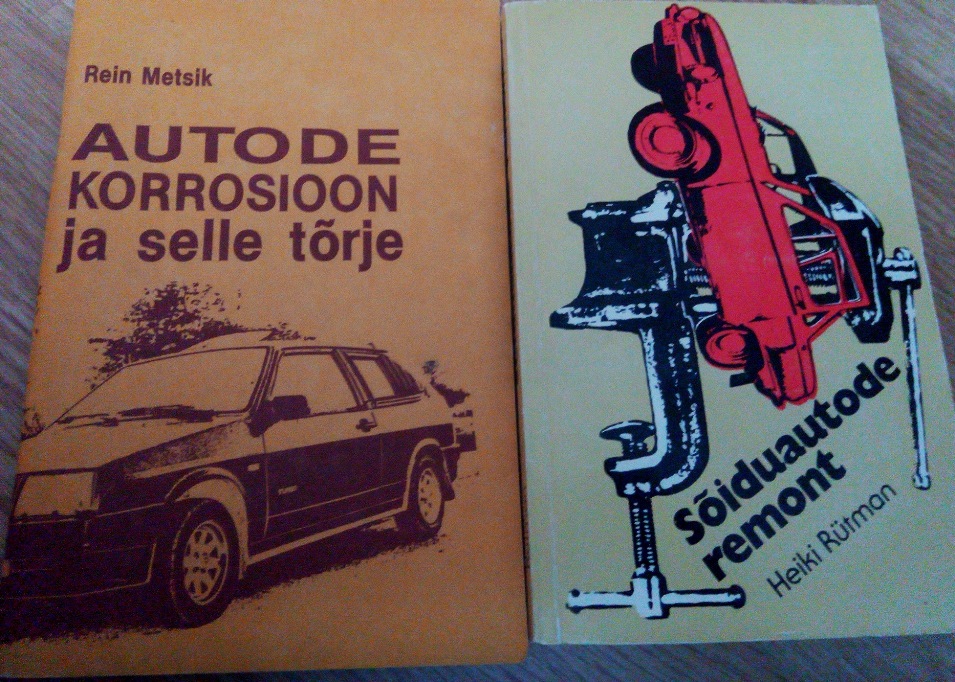 Rein Metsik
AUTODE
KORROSIOON
ja selle tõrje
Sõiduautode
remont
Heiki Rütman